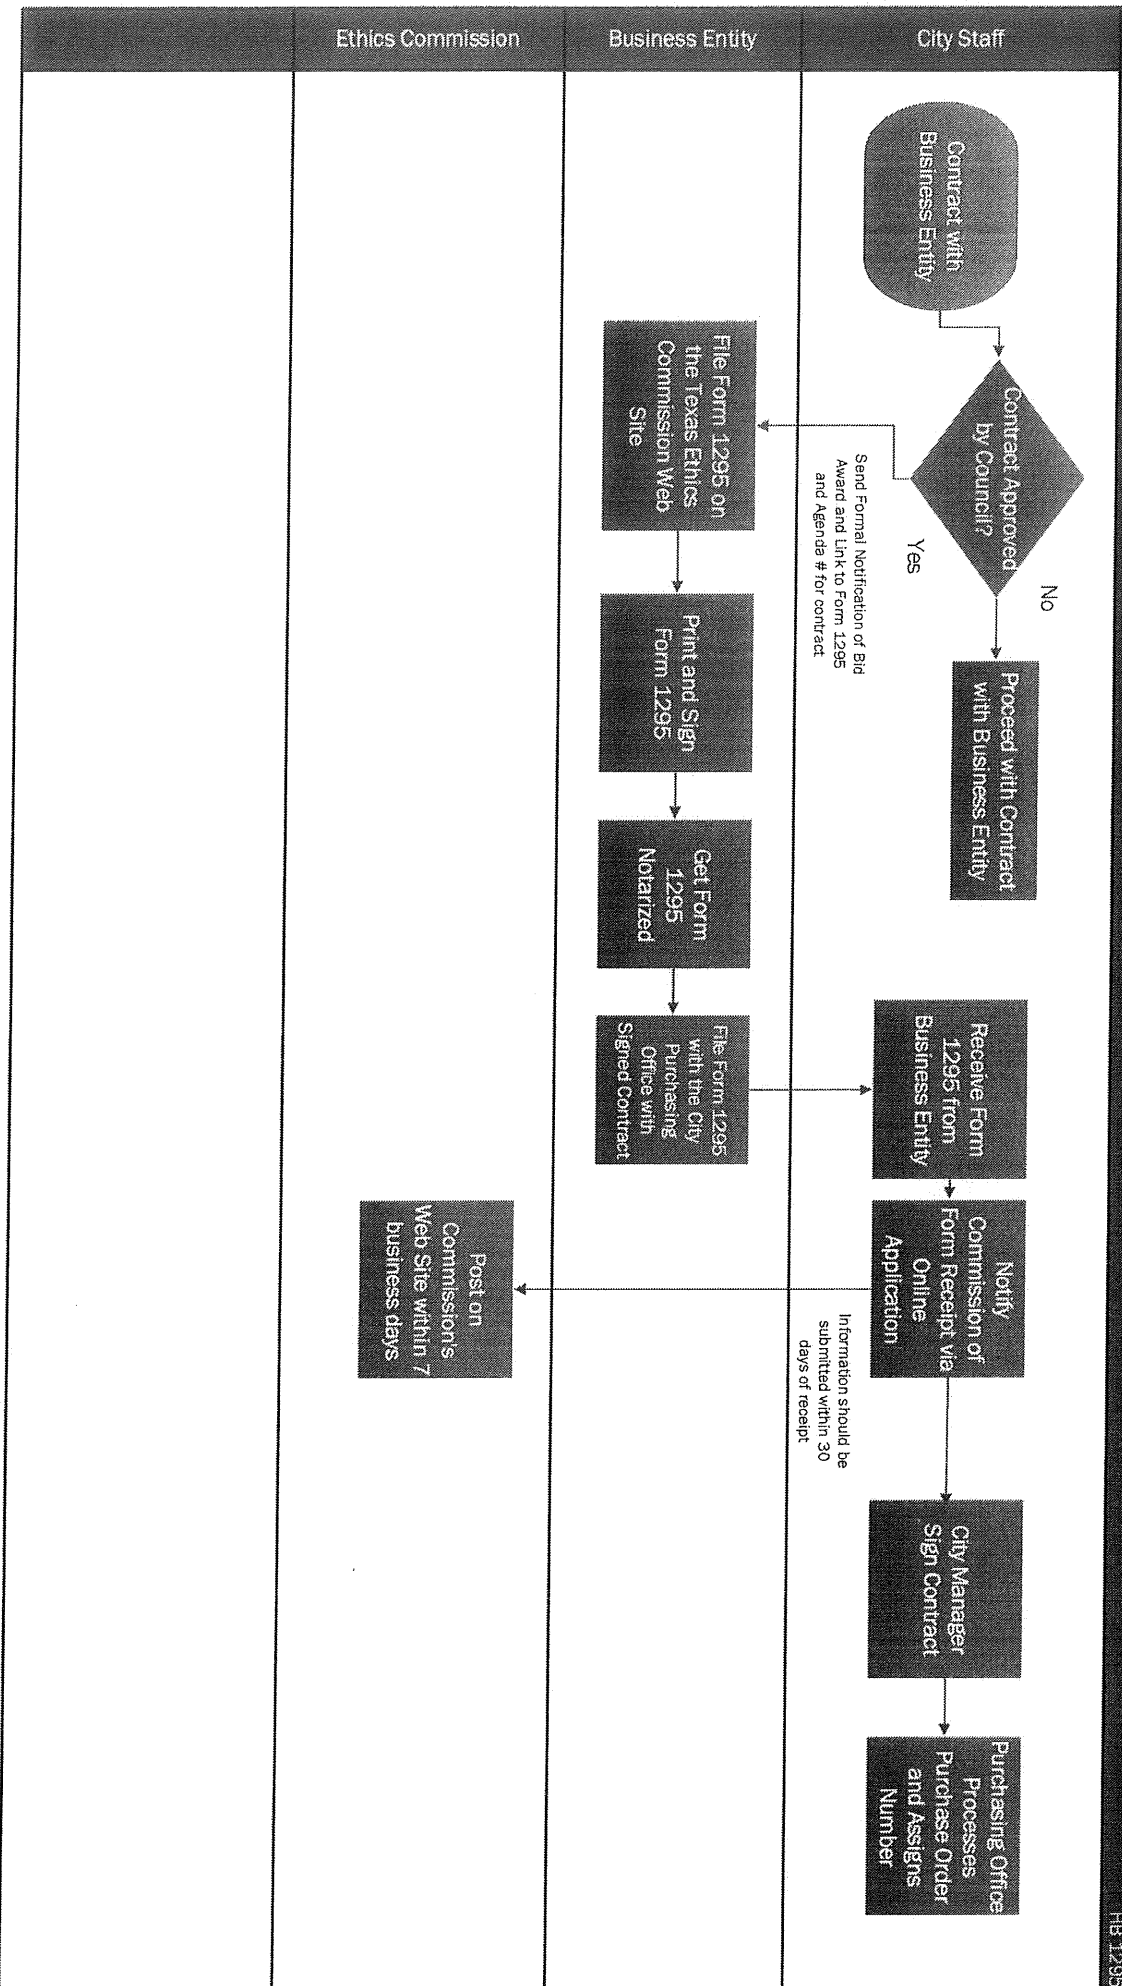 HB 1295
City Staff
Business Entity
Ethics Commission
Contract with
Business Entity
Contract Approved
by Council?
No
Yes
Proceed with Contract
with Business Entity
Send Formal Notification of Bid
Award and Link to Form 1295
and Agenda # for contract
File Form 1295 on
the Texas Ethics
Commission Web
Site
Print and Sign
Form 1295
Get Form
1295
Notarized
File Form 1295
with the City
Purchasing
Office with
Signed Contract
Receive Form
1295 from
Business Entity
Notify
Commission of
Form Receipt via
Online
Application
Information should be
submitted within 30
days of receipt
Post on
Commission's
Web Site within 7
business days
City Manager
Sign Contract
Purchasing Office
Processes
Purchase Order
and Assigns
Number